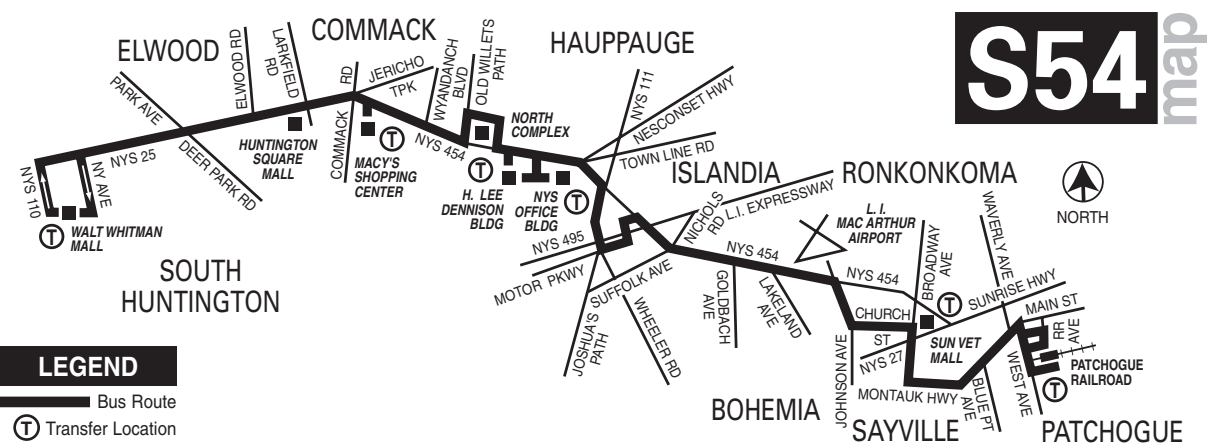 S54
map
ELWOOD
COMMACK
HAUPPAUGE
PARK AVE
ELWOOD RD
LARKFIELD
RD
RD
JERICHO
TPK
WYANDANCH
BLVD
OLD WILLETS
PATH
NYS 111
NESCONSET HWY
TOWN LINE RD
NORTH
COMPLEX
ISLANDIA
RONKONKOMA
NORTH
NYS 110
NY AVE
NYS 25
DEER PARK RD
HUNTINGTON
SQUARE
MALL
COMMACK
T
MACY'S
SHOPPING
CENTER
NYS 454
T
H. LEE
DENNISON
BLDG
NYS
OFFICE
BLDG
T
T
WALT WHITMAN
MALL
SOUTH
HUNTINGTON
NYS 495
L.I. EXPRESSWAY
NICHOLS
RD
MOTOR PKWY
SUFFOLK AVE
JOSHUA'S
PATH
WHEELER RD
NYS 454
GOLDBACH
AVE
LAKELAND
AVE
L. I.
MAC ARTHUR
AIRPORT
NYS 454
BROADWAY
AVE
T
WAVERLY AVE
SUNRISE HWY
MAIN ST
CHURCH
ST
NYS 27
SUN VET
MALL
JOHNSON AVE
MONTAUK HWY
BLUE PT
AVE
WEST AVE
RR
AVE
PATCHOGUE
RAILROAD
T
BOHEMIA
SAYVILLE
PATCHOGUE
LEGEND
Bus Route
T Transfer Location